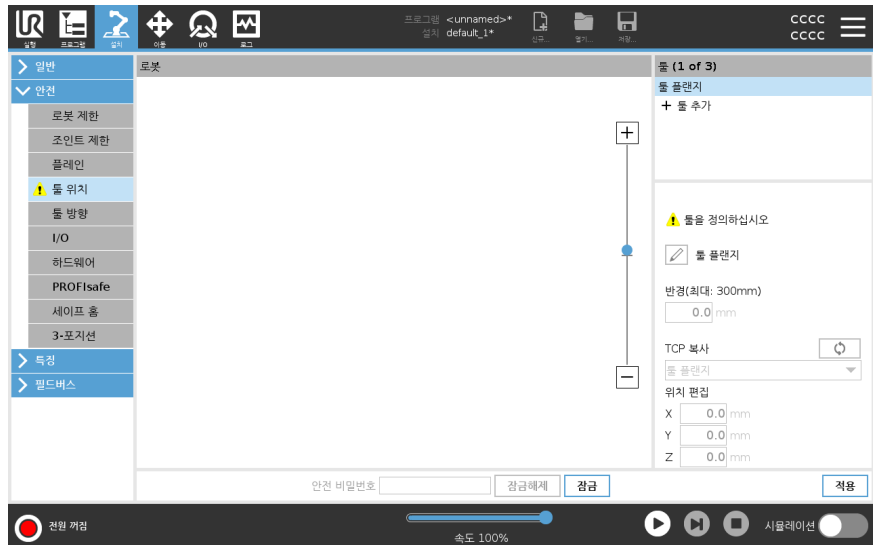 프로그램 <unnamed>*
설치 default_1*
실행 프로그램 설치 이동 I/O 로그
신규... 열기... 저장...
cccc
cccc
일반
안전
로봇 제한
조인트 제한
플레인
툴 위치
툴 방향
I/O
하드웨어
PROFIsafe
세이프 홈
3-포지션
특징
필드버스
로봇
툴 (1 of 3)
툴 플랜지
툴 추가
툴을 정의하십시오
툴 플랜지
반경(최대: 300mm)
0.0 mm
TCP 복사
툴 플랜지
위치 편집
X 0.0 mm
Y 0.0 mm
Z 0.0 mm
안전 비밀번호 잠금해제 잠금 적용
전원 꺼짐
속도 100%
시뮬레이션